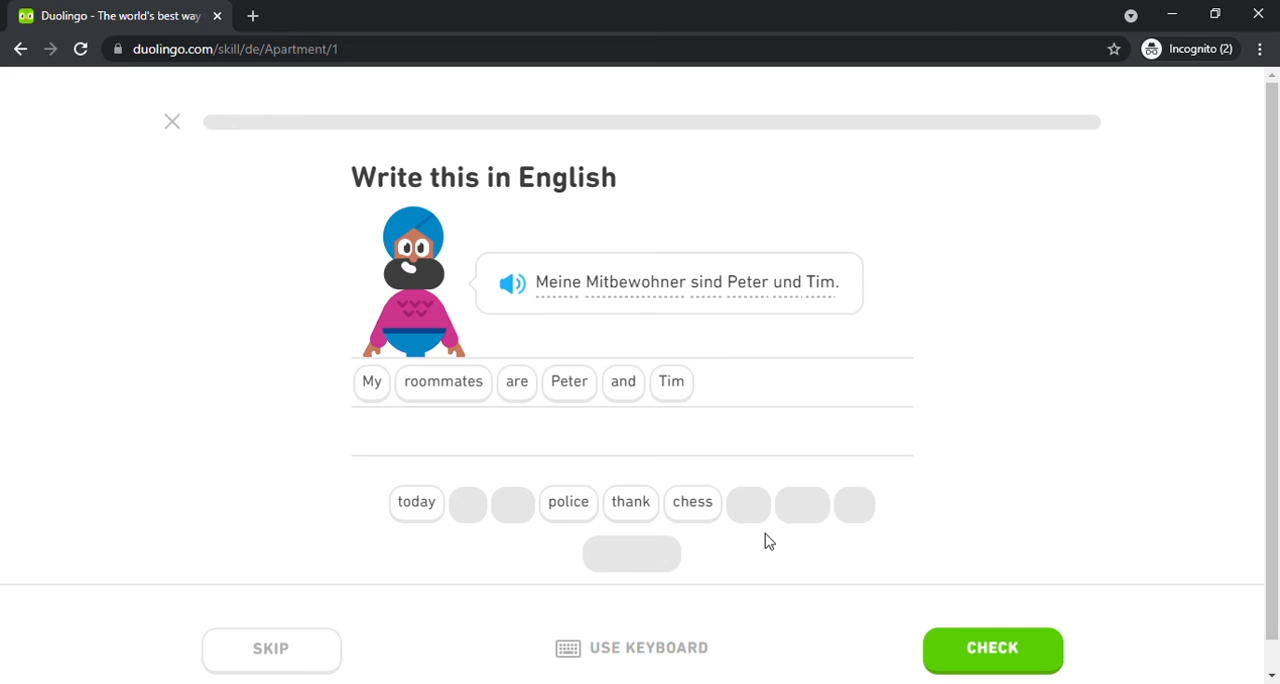 Duolingo - The world's best way
duolingo.com/skill/de/Apartment/1
Incognito (2)
Write this in English
Meine Mitbewohner sind Peter und Tim.
My roommates are Peter and Tim
today police thank chess
SKIP USE KEYBOARD CHECK